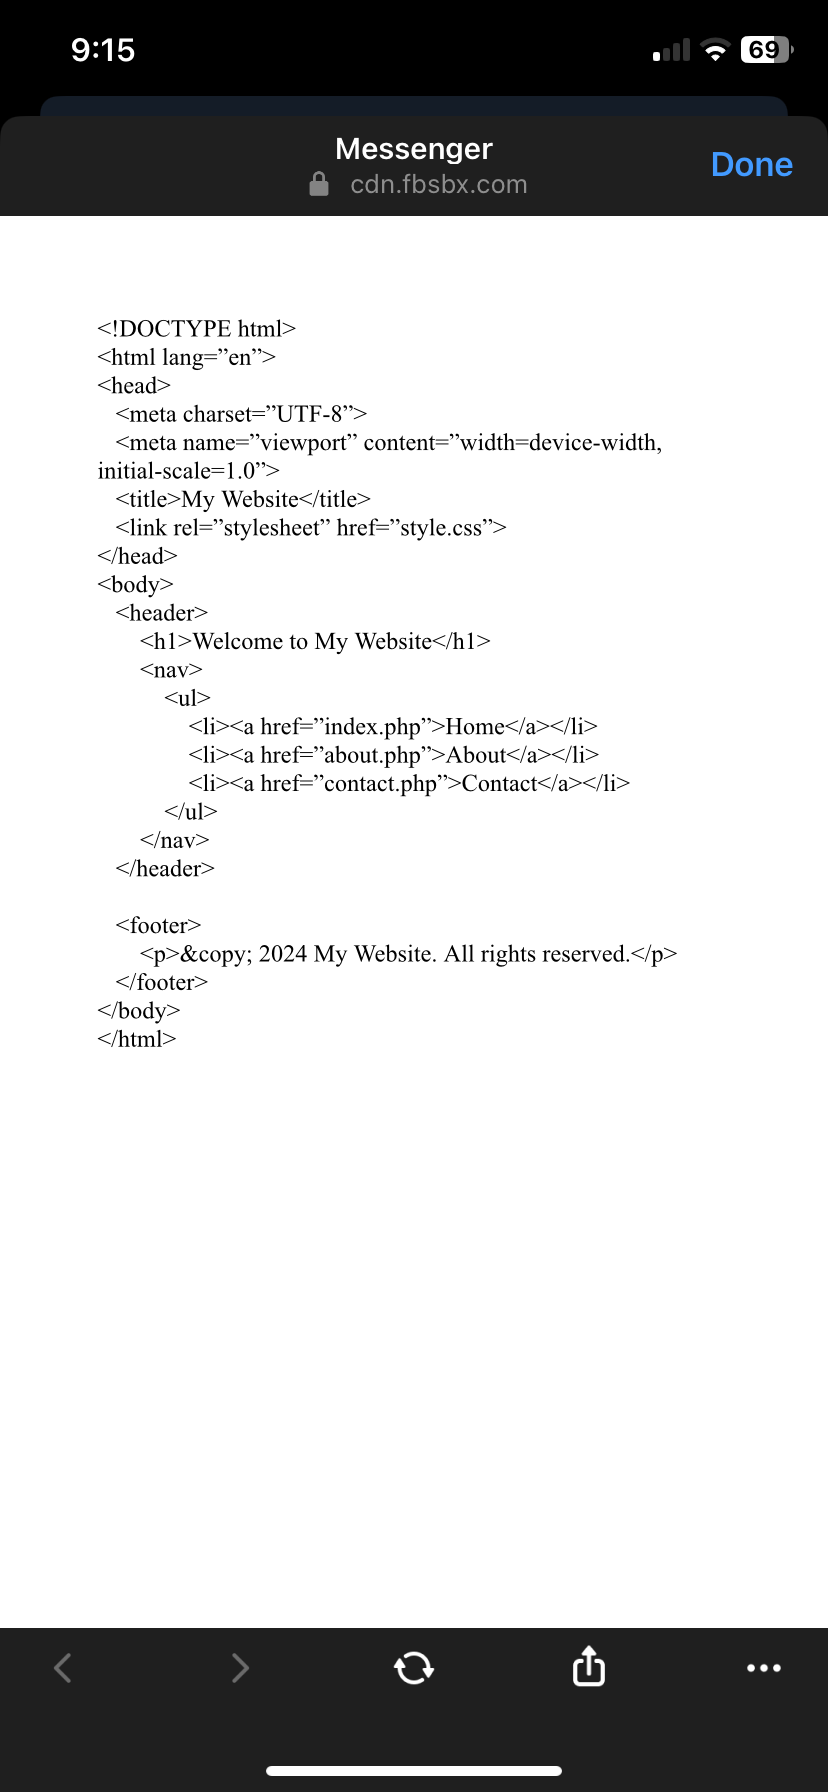 9:15
69
Messenger
cdn.fbsbx.com
Done
<!DOCTYPE html>
<html lang=”en”>
<head>
<meta charset=”UTF-8”>
<meta name=”viewport” content=”width=device-width,
initial-scale=1.0”>
<title>My Website</title>
<link rel=”stylesheet” href=”style.css”>
</head>
<body>
<header>
<h1>Welcome to My Website</h1>
<nav>
<ul>
<li><a href=”index.php”>Home</a></li>
<li><a href=”about.php”>About</a></li>
<li><a href=”contact.php”>Contact</a></li>
</ul>
</nav>
</header>
<footer>
<p>&copy; 2024 My Website. All rights reserved.</p>
</footer>
</body>
</html>